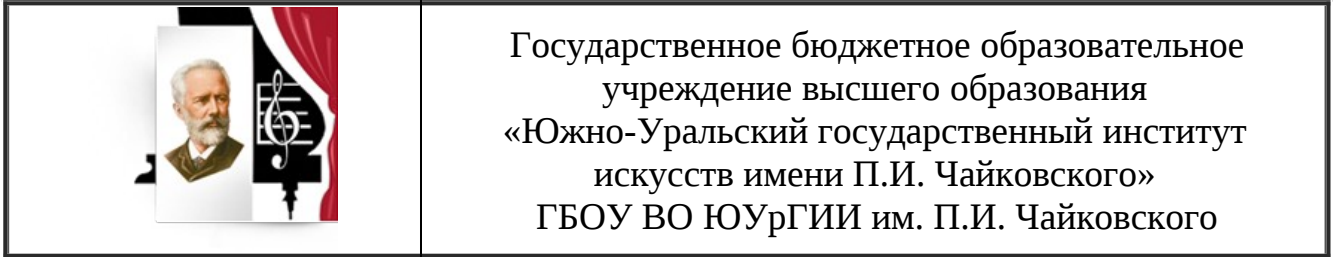 Государственное бюджетное образовательное
учреждение высшего образования
«Южно-Уральский государственный институт
искусств имени П.И. Чайковского»
ГБОУ ВО ЮУрГИИ им. П.И. Чайковского